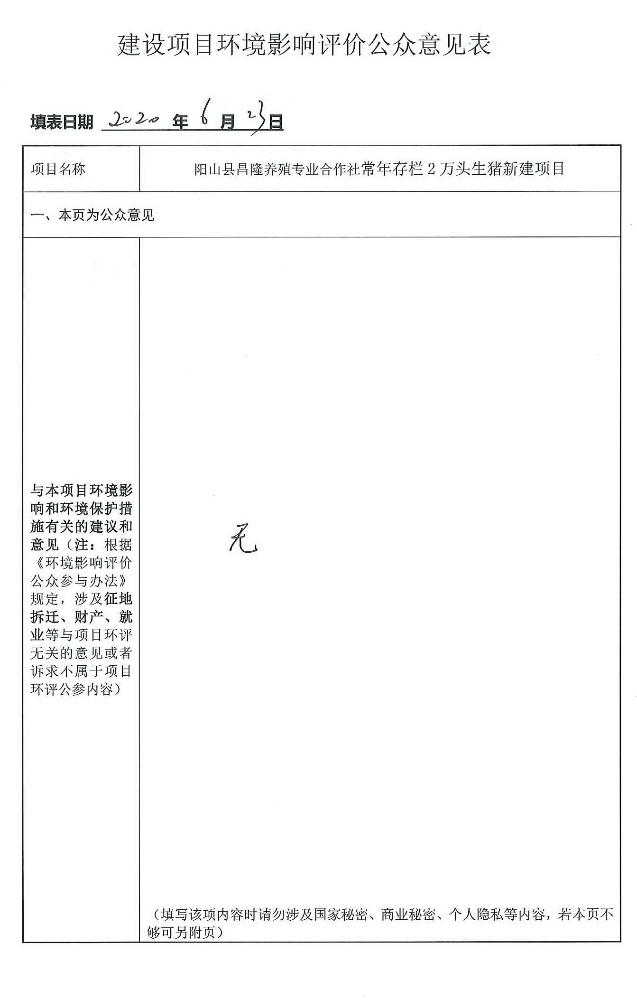 建设项目环境影响评价公众意见表
填表日期 2020 年 6 月 23 日
项目名称
阳山县昌隆养殖专业合作社常年存栏 2 万头生猪新建项目
一、本页为公众意见
与本项目环境影
响和环境保护措
施有关的建议和
意见（注：根据
《环境影响评价
公众参与办法》
规定，涉及征地
拆迁、财产、就
业等与项目环评
无关的意见或者
诉求不属于项目
环评公参内容）
无
（填写该项内容时请勿涉及国家秘密、商业秘密、个人隐私等内容，若本页不
够可另附页）